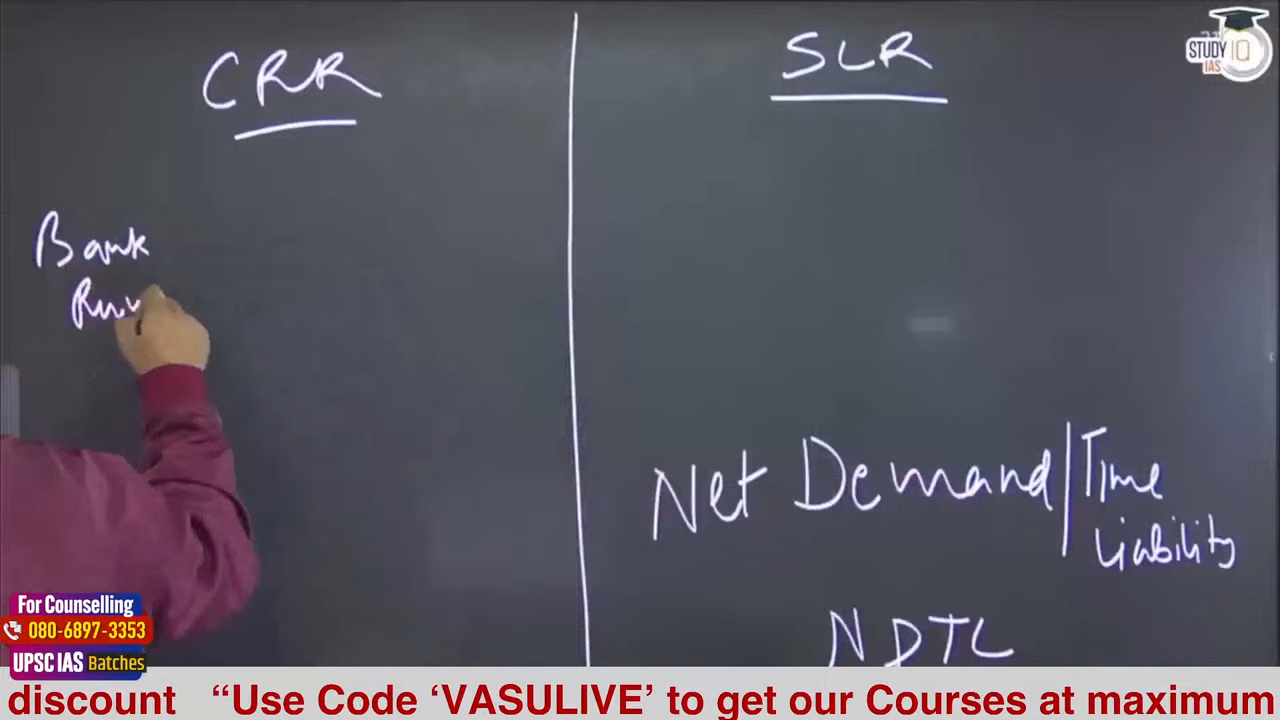 CRR
SLR
STUDY IQ
IAS
Bank
Run
Net Demand/Time
Liability
NDTL
For Counselling
080-6897-3353
UPSC IAS Batches
discount “Use Code ‘VASULIVE’ to get our Courses at maximum